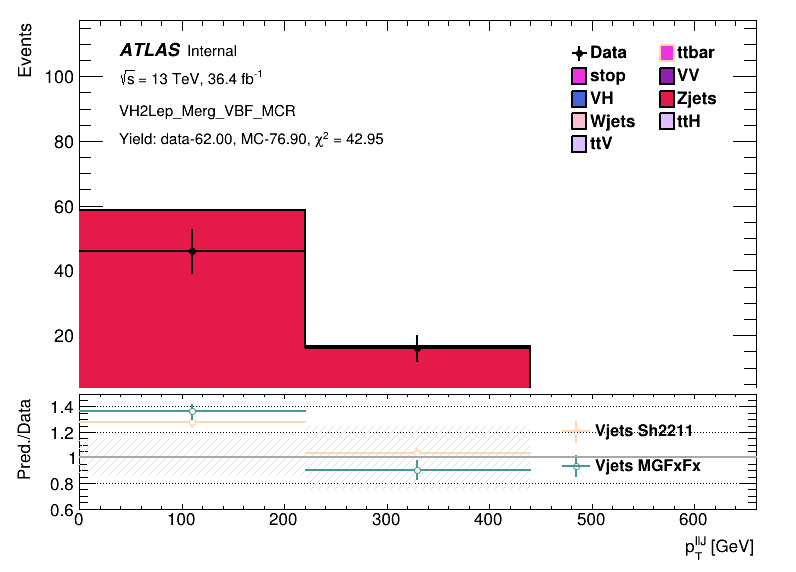 Events
ATLAS Internal
√s = 13 TeV, 36.4 fb⁻¹
VH2Lep_Merg_VBF_MCR
Yield: data-62.00, MC-76.90, χ² = 42.95
Data
ttbar
stop
VV
VH
Zjets
Wjets
ttH
ttV
100
80
60
40
20
Pred./Data
1.4
1.2
1
0.8
0.6
Vjets Sh2211
Vjets MGFxFx
0 100 200 300 400 500 600
p_T^llJ [GeV]